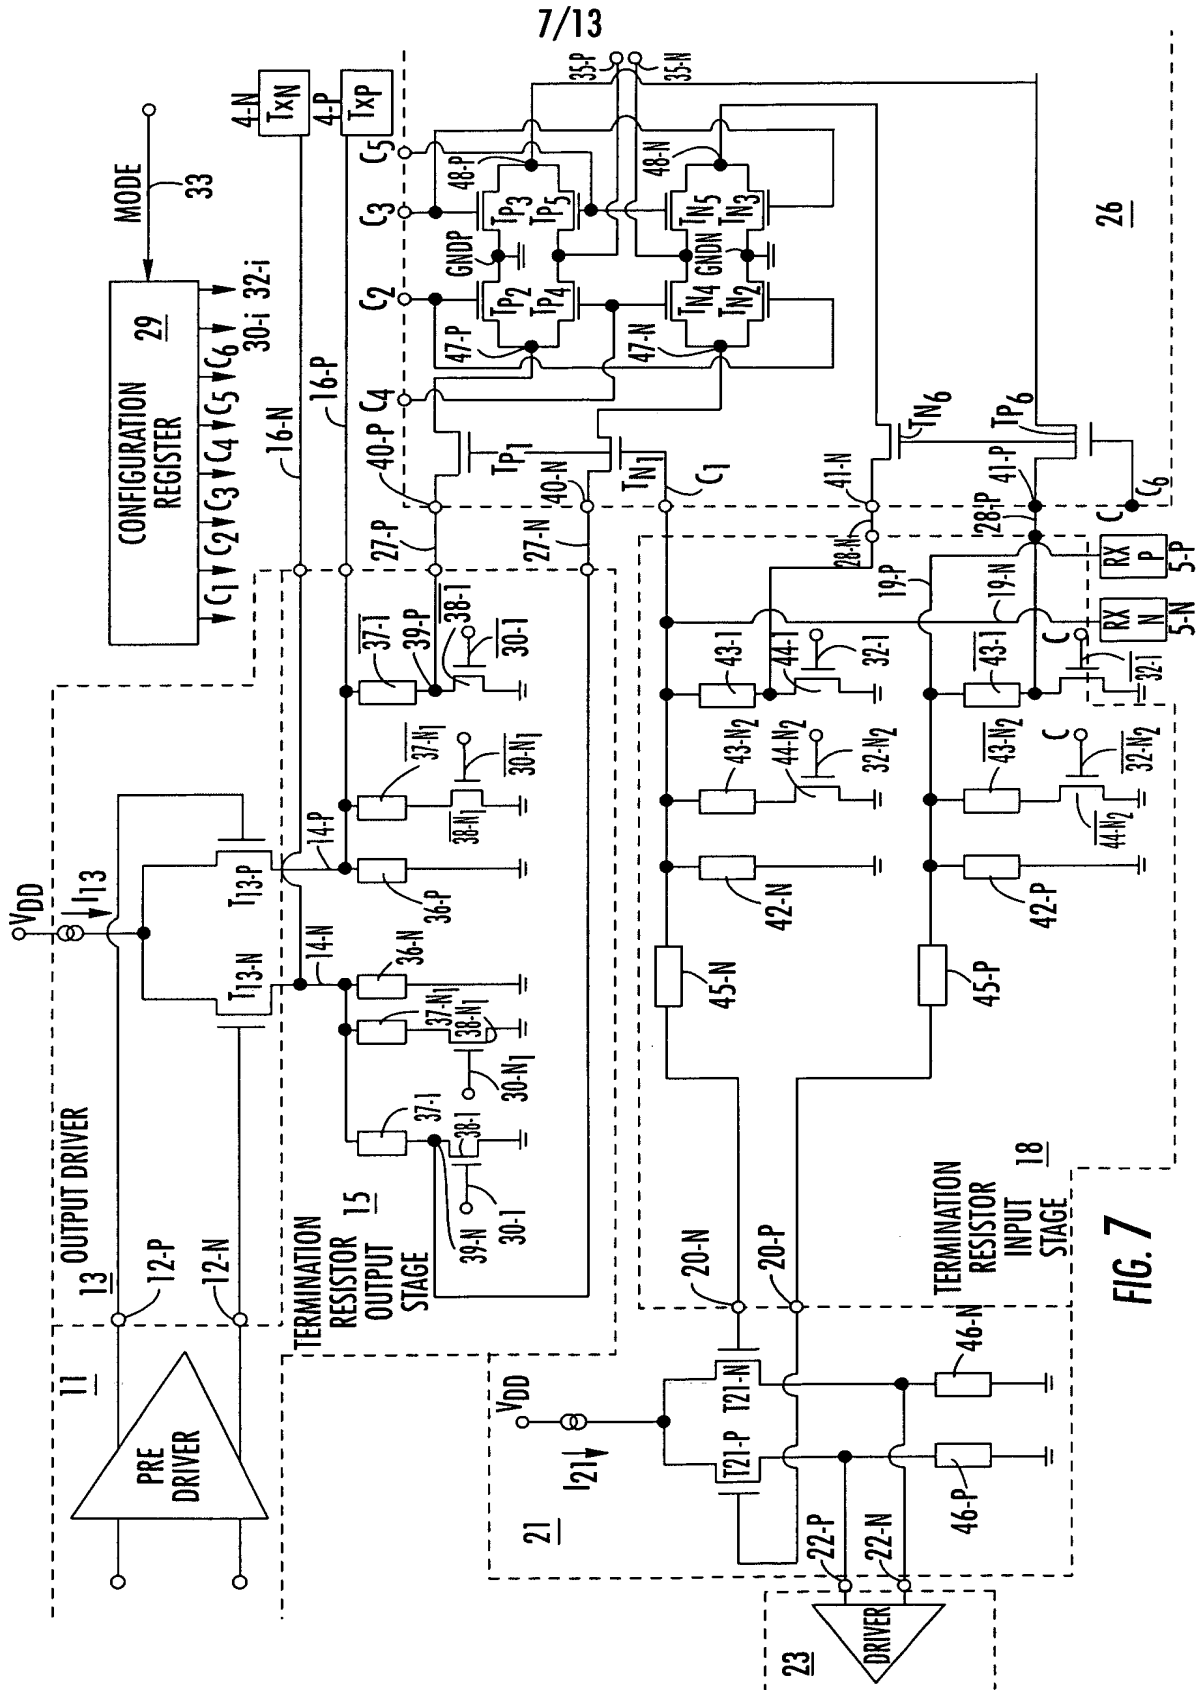 7/13
4-N
TxN
4-P
TxP
MODE
33
CONFIGURATION
REGISTER
29
C1
C2
C3
C4
C5
C6
30-i
32-i
16-N
16-P
C4
C2
C3
C5
35-P
35-N
GNDP
TP2
TP3
TP4
TP5
47-P
48-P
47-N
48-N
TN4
TN5
GNDN
TN2
TN3
26
40-P
TP1
40-N
TN1
C1
41-N
TN6
TP6
41-P
C6
C
27-P
27-N
28-N
28-P
OUTPUT DRIVER
13
VDD
I13
T13-N
T13-P
12-P
12-N
11
PRE
DRIVER
14-P
14-N
37-1
39-P
38-1
30-1
37-N1
38-N1
30-N1
36-P
36-N
37-N1
38-N1
30-N1
37-1
38-1
30-1
39-N
TERMINATION
RESISTOR
OUTPUT
STAGE
15
19-P
19-N
RX
P
5-P
RX
N
5-N
43-1
44-1
32-1
43-N2
44-N2
32-N2
42-N
45-N
43-1
C
32-1
43-N2
44-N2
C
32-N2
42-P
45-P
TERMINATION
RESISTOR
INPUT
STAGE
18
20-N
20-P
VDD
I21
T21-P
T21-N
46-N
46-P
21
22-P
22-N
DRIVER
23
FIG. 7